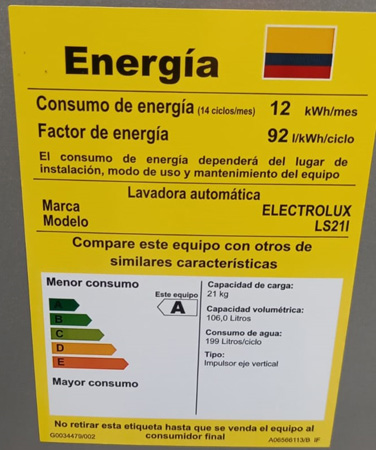 Energía
Consumo de energía (14 ciclos/mes) 12 kWh/mes
Factor de energía 92 l/kWh/ciclo
El consumo de energía dependerá del lugar de
instalación, modo de uso y mantenimiento del equipo
Lavadora automática
Marca ELECTROLUX
Modelo LS21I
Compare este equipo con otros de
similares características
Menor consumo
Este equipo
A
A
B
C
D
E
Mayor consumo
Capacidad de carga:
21 kg
Capacidad volumétrica:
106,0 Litros
Consumo de agua:
199 Litros/ciclo
Tipo:
Impulsor eje vertical
No retirar esta etiqueta hasta que se venda el equipo al
consumidor final
G0034479/002 A06566113/B IF